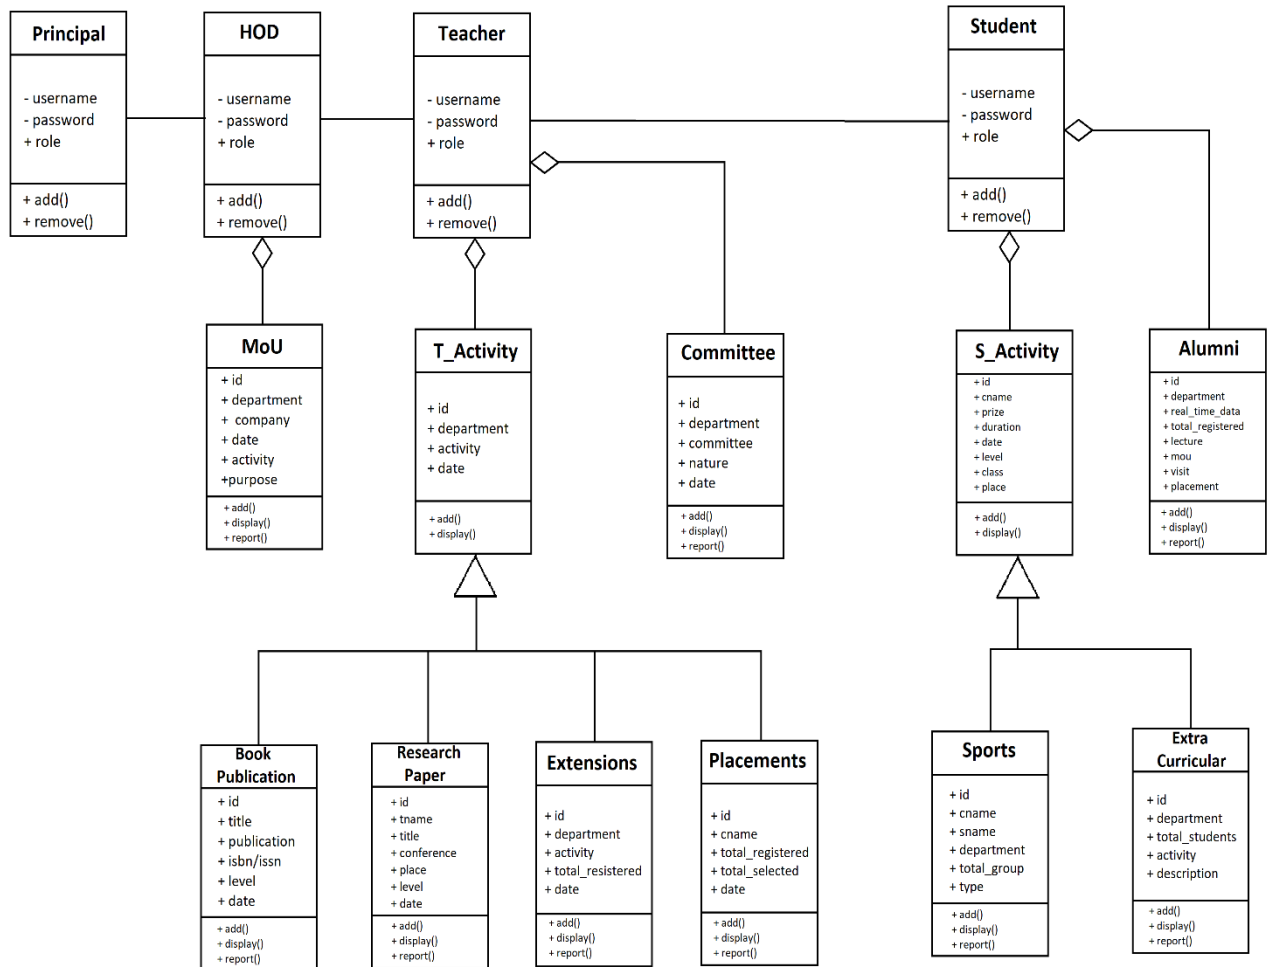 Principal
- username
- password
+ role
+ add()
+ remove()
HOD
- username
- password
+ role
+ add()
+ remove()
Teacher
- username
- password
+ role
+ add()
+ remove()
Student
- username
- password
+ role
+ add()
+ remove()
MoU
+ id
+ department
+ company
+ date
+ activity
+purpose
+ add()
+ display()
+ report()
T_Activity
+ id
+ department
+ activity
+ date
+ add()
+ display()
Committee
+ id
+ department
+ committee
+ nature
+ date
+ add()
+ display()
+ report()
S_Activity
+ id
+ cname
+ prize
+ duration
+ date
+ level
+ class
+ place
+ add()
+ display()
Alumni
+ id
+ department
+ real_time_data
+ total_registered
+ lecture
+ mou
+ visit
+ placement
+ add()
+ display()
+ report()
Book
Publication
+ id
+ title
+ publication
+ isbn/issn
+ level
+ date
+ add()
+ display()
+ report()
Research
Paper
+ id
+ tname
+ title
+ conference
+ place
+ level
+ date
+ add()
+ display()
+ report()
Extensions
+ id
+ department
+ activity
+ total_resistered
+ date
+ add()
+ display()
+ report()
Placements
+ id
+ cname
+ total_registered
+ total_selected
+ date
+ add()
+ display()
+ report()
Sports
+ id
+ cname
+ sname
+ department
+ total_group
+ type
+ add()
+ display()
+ report()
Extra
Curricular
+ id
+ department
+ total_students
+ activity
+ description
+ add()
+ display()
+ report()